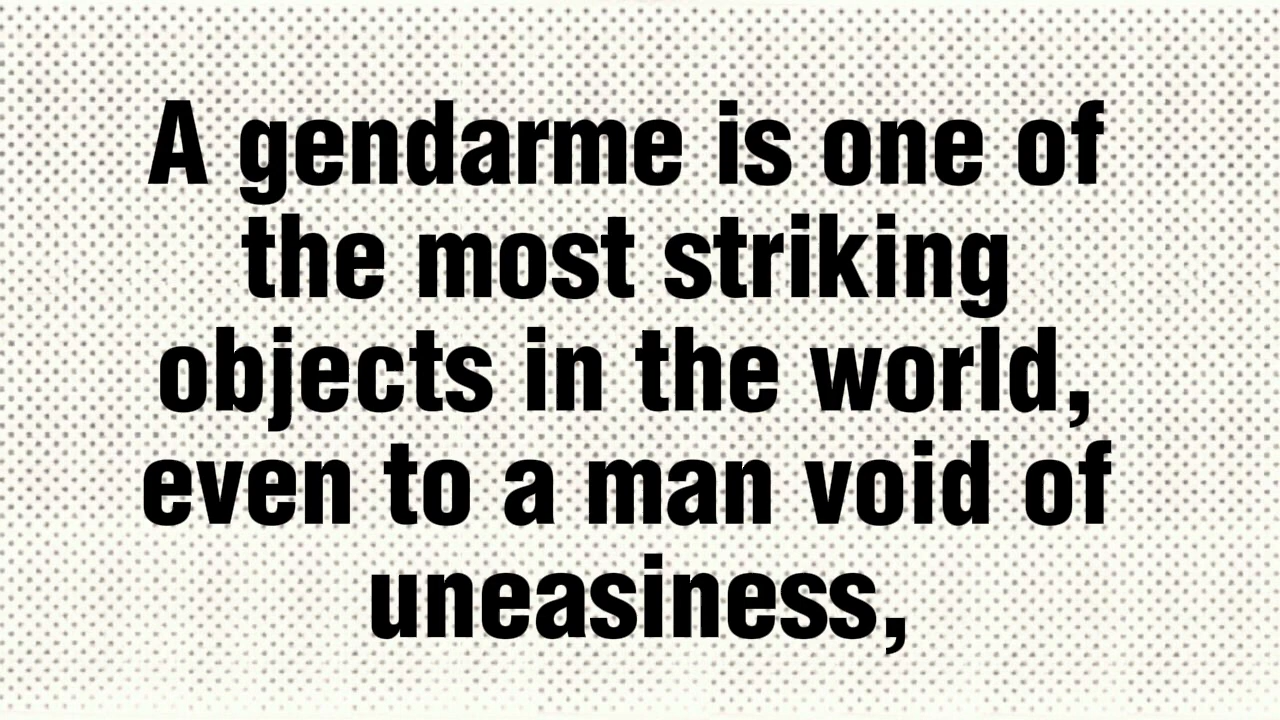 A gendarme is one of
the most striking
objects in the world,
even to a man void of
uneasiness,